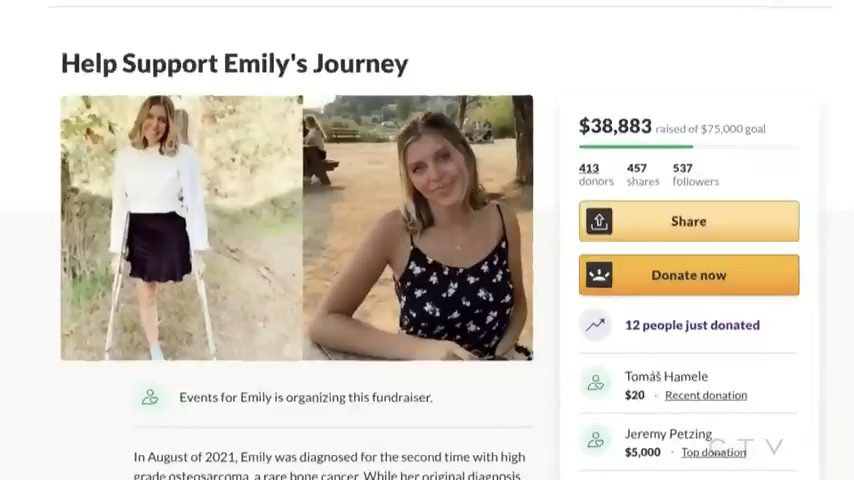 Help Support Emily's Journey
$38,883 raised of $75,000 goal
413 457 537
donors shares followers
Share
Donate now
12 people just donated
Tomáš Hamele
$20 · Recent donation
Jeremy Petzing
$5,000 · Top donation
CTV
Events for Emily is organizing this fundraiser.
In August of 2021, Emily was diagnosed for the second time with high
grade osteosarcoma, a rare bone cancer. While her original diagnosis